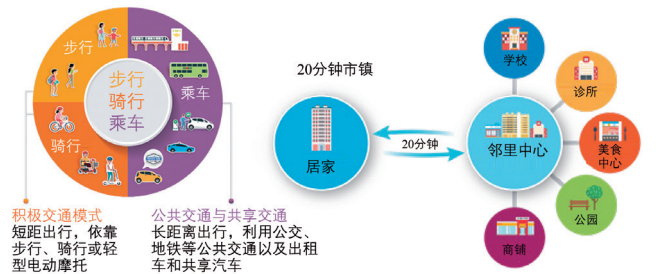 步行
骑行
乘车
步行
骑行
乘车
积极交通模式
短距出行，依靠
步行、骑行或轻
型电动摩托
公共交通与共享交通
长距离出行，利用公交、
地铁等公共交通以及出租
车和共享汽车
20分钟市镇
居家
20分钟
邻里中心
学校
诊所
美食
中心
公园
商铺